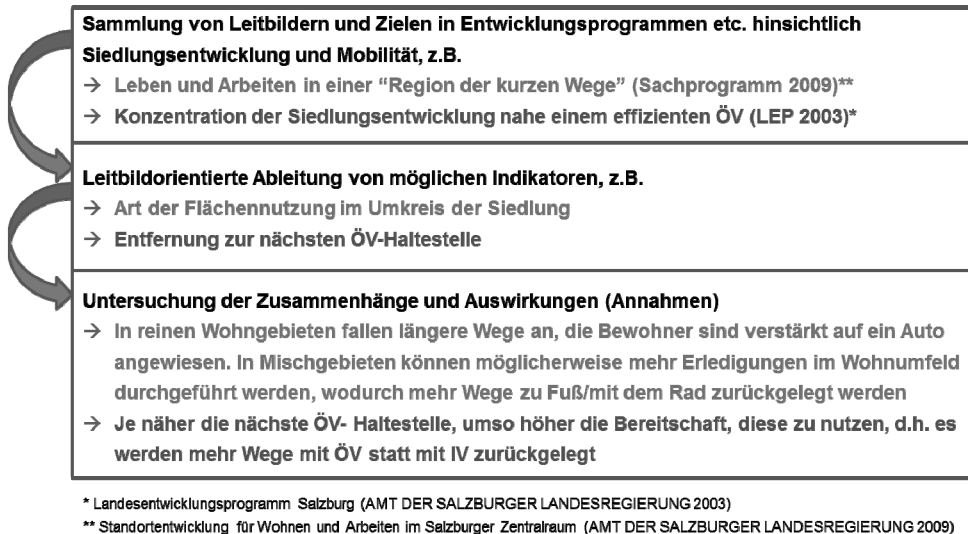 Sammlung von Leitbildern und Zielen in Entwicklungsprogrammen etc. hinsichtlich
Siedlungsentwicklung und Mobilität, z.B.
→ Leben und Arbeiten in einer “Region der kurzen Wege” (Sachprogramm 2009)**
→ Konzentration der Siedlungsentwicklung nahe einem effizienten ÖV (LEP 2003)*
Leitbildorientierte Ableitung von möglichen Indikatoren, z.B.
→ Art der Flächennutzung im Umkreis der Siedlung
→ Entfernung zur nächsten ÖV-Haltestelle
Untersuchung der Zusammenhänge und Auswirkungen (Annahmen)
→ In reinen Wohngebieten fallen längere Wege an, die Bewohner sind verstärkt auf ein Auto
angewiesen. In Mischgebieten können möglicherweise mehr Erledigungen im Wohnumfeld
durchgeführt werden, wodurch mehr Wege zu Fuß/mit dem Rad zurückgelegt werden
→ Je näher die nächste ÖV- Haltestelle, umso höher die Bereitschaft, diese zu nutzen, d.h. es
werden mehr Wege mit ÖV statt mit IV zurückgelegt
* Landesentwicklungsprogramm Salzburg (AMT DER SALZBURGER LANDESREGIERUNG 2003)
** Standortentwicklung für Wohnen und Arbeiten im Salzburger Zentralraum (AMT DER SALZBURGER LANDESREGIERUNG 2009)